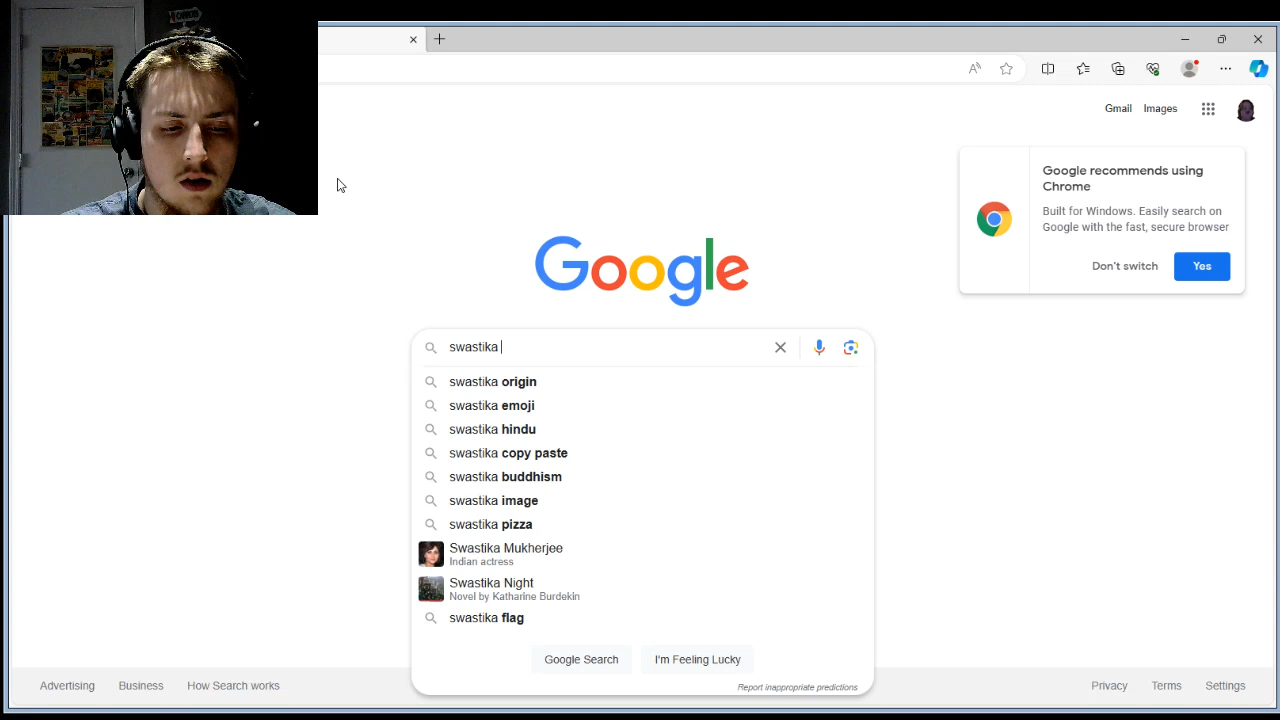 Gmail Images
Google recommends using
Chrome
Built for Windows. Easily search on
Google with the fast, secure browser
Don't switch Yes
Google
swastika
swastika origin
swastika emoji
swastika hindu
swastika copy paste
swastika buddhism
swastika image
swastika pizza
Swastika Mukherjee
Indian actress
Swastika Night
Novel by Katharine Burdekin
swastika flag
Google Search I'm Feeling Lucky
Report inappropriate predictions
Advertising Business How Search works Privacy Terms Settings